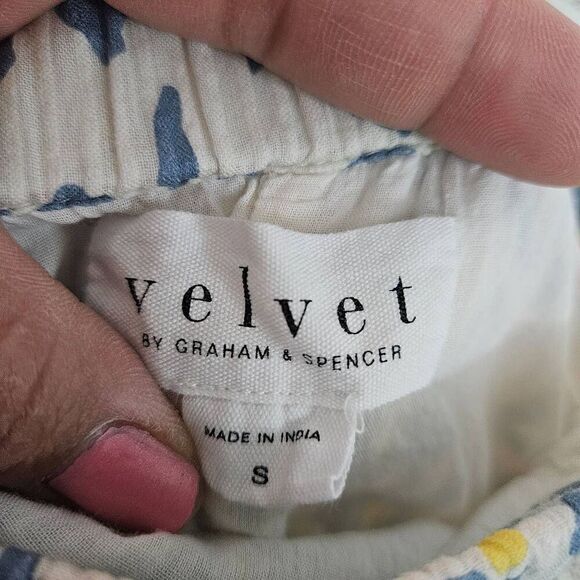 velvet
BY GRAHAM & SPENCER
MADE IN INDIA
S